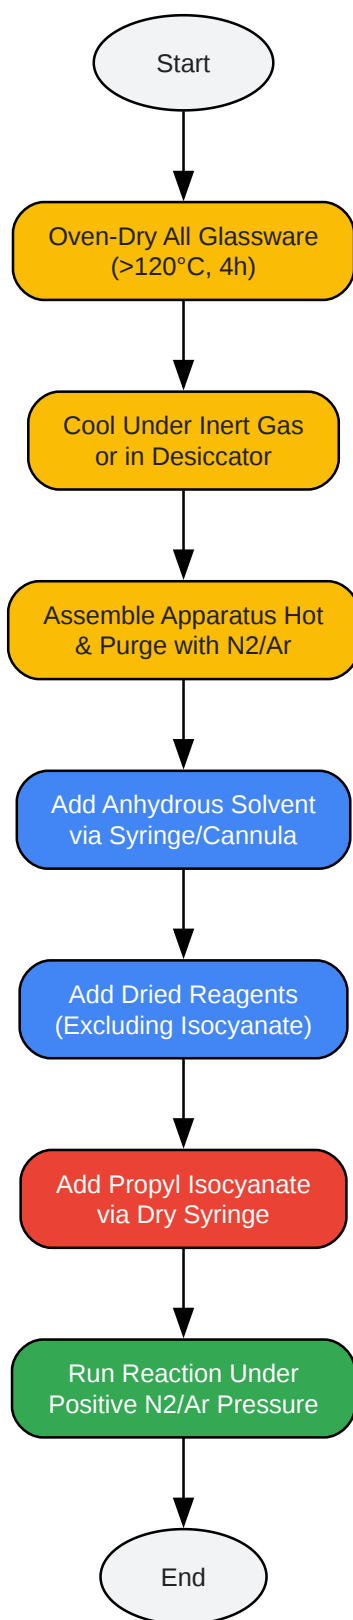 Start
Oven-Dry All Glassware
(>120°C, 4h)
Cool Under Inert Gas
or in Desiccator
Assemble Apparatus Hot
& Purge with N2/Ar
Add Anhydrous Solvent
via Syringe/Cannula
Add Dried Reagents
(Excluding Isocyanate)
Add Propyl Isocyanate
via Dry Syringe
Run Reaction Under
Positive N2/Ar Pressure
End